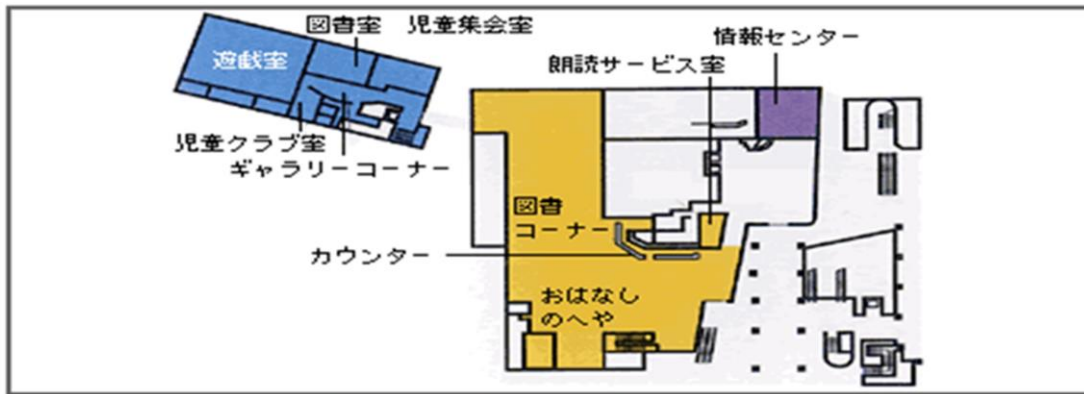 図書室　児童集会室
情報センター
遊戯室
朗読サービス室
児童クラブ室
ギャラリーコーナー
図書
コーナー
カウンター
おはなし
のへや